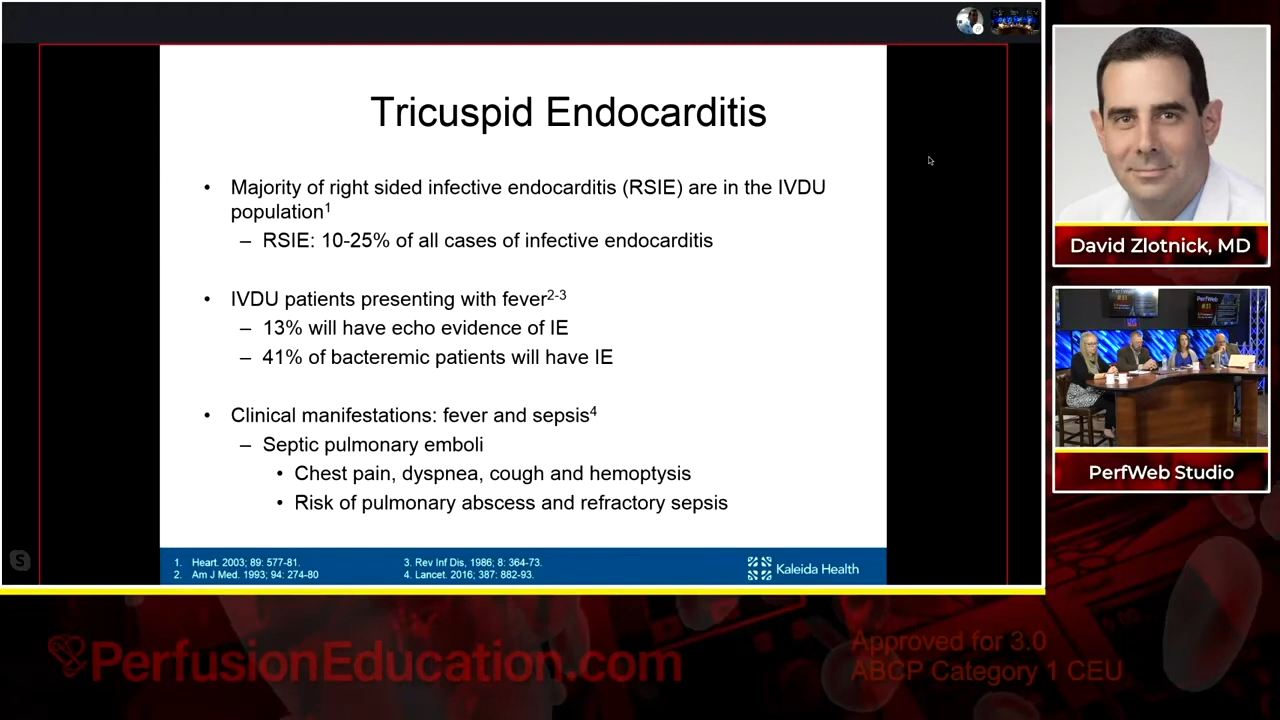 Tricuspid Endocarditis
• Majority of right sided infective endocarditis (RSIE) are in the IVDU
population1
– RSIE: 10-25% of all cases of infective endocarditis
• IVDU patients presenting with fever2-3
– 13% will have echo evidence of IE
– 41% of bacteremic patients will have IE
• Clinical manifestations: fever and sepsis4
– Septic pulmonary emboli
• Chest pain, dyspnea, cough and hemoptysis
• Risk of pulmonary abscess and refractory sepsis
1. Heart. 2003; 89: 577-81.
2. Am J Med. 1993; 94: 274-80
3. Rev Inf Dis, 1986; 8: 364-73.
4. Lancet. 2016; 387: 882-93.
Kaleida Health
David Zlotnick, MD
PerfWeb
PerfWeb
PerfWeb Studio
PerfusionEducation.com
Approved for 3.0
ABCP Category 1 CEU